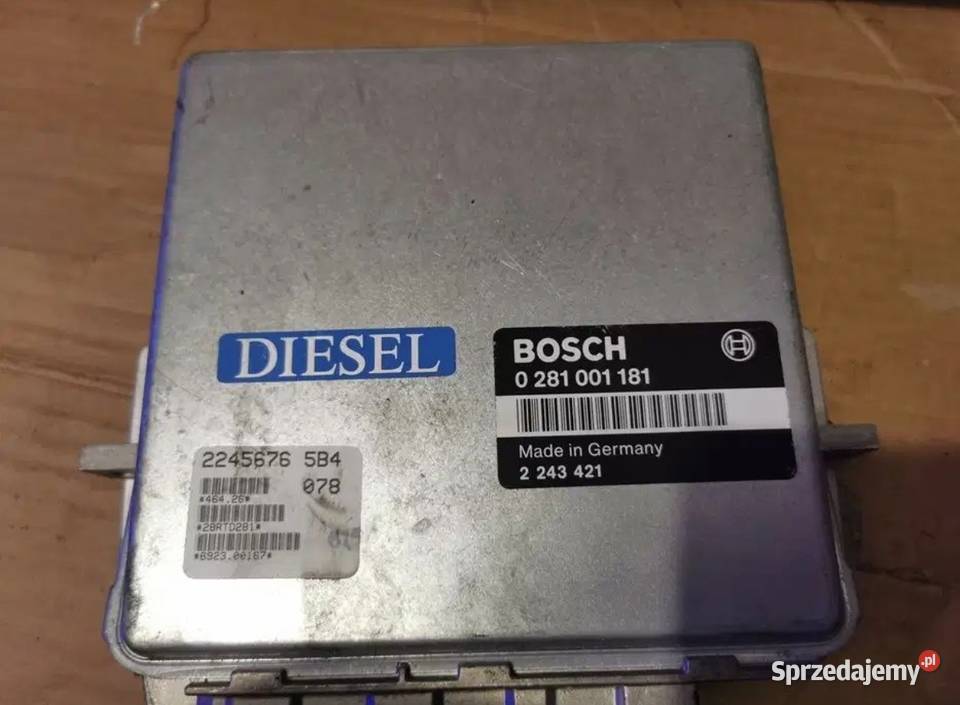 DIESEL
BOSCH
0 281 001 181
Made in Germany
2 243 421
2245676 5B4
078
*464.26*
*28RTD281*
*6923.00167*
Sprzedajemy.pl